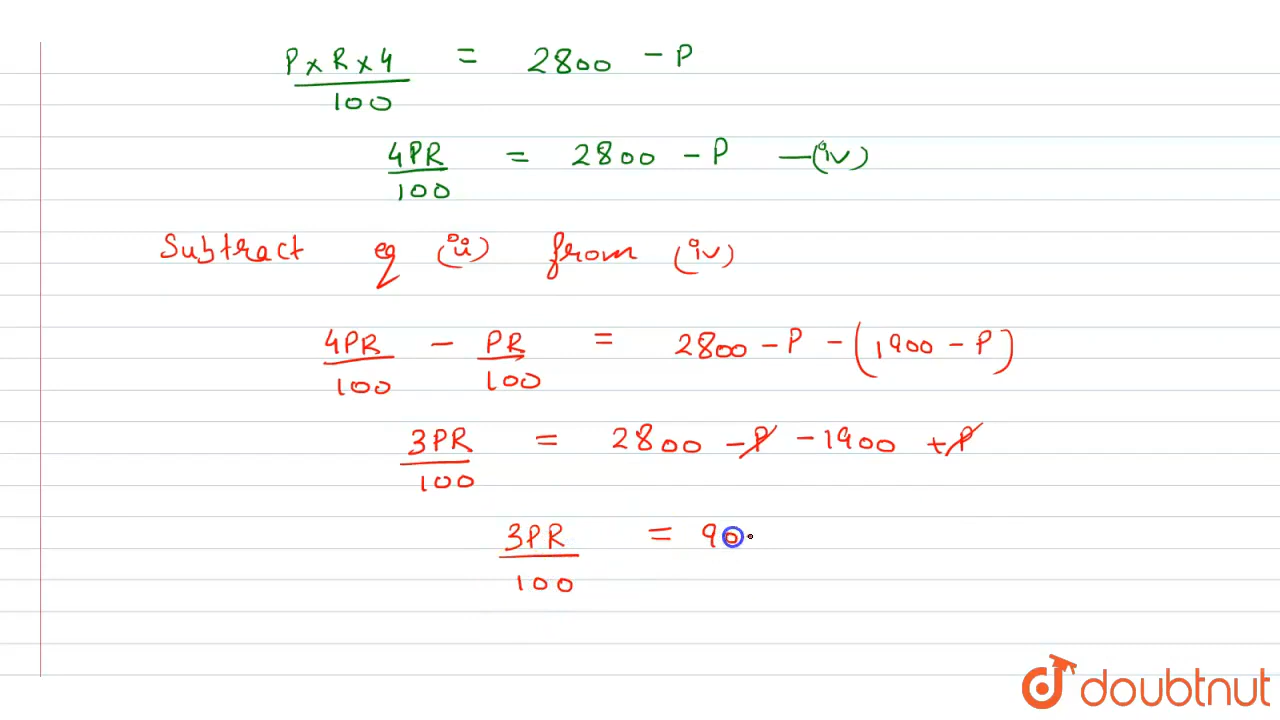 P × R × 4 / 100 = 2800 - P
4PR / 100 = 2800 - P — (iv)
Subtract eq (ii) from (iv)
4PR / 100 - PR / 100 = 2800 - P - (1900 - P)
3PR / 100 = 2800 - P - 1900 + P
3PR / 100 = 90
doubtnut